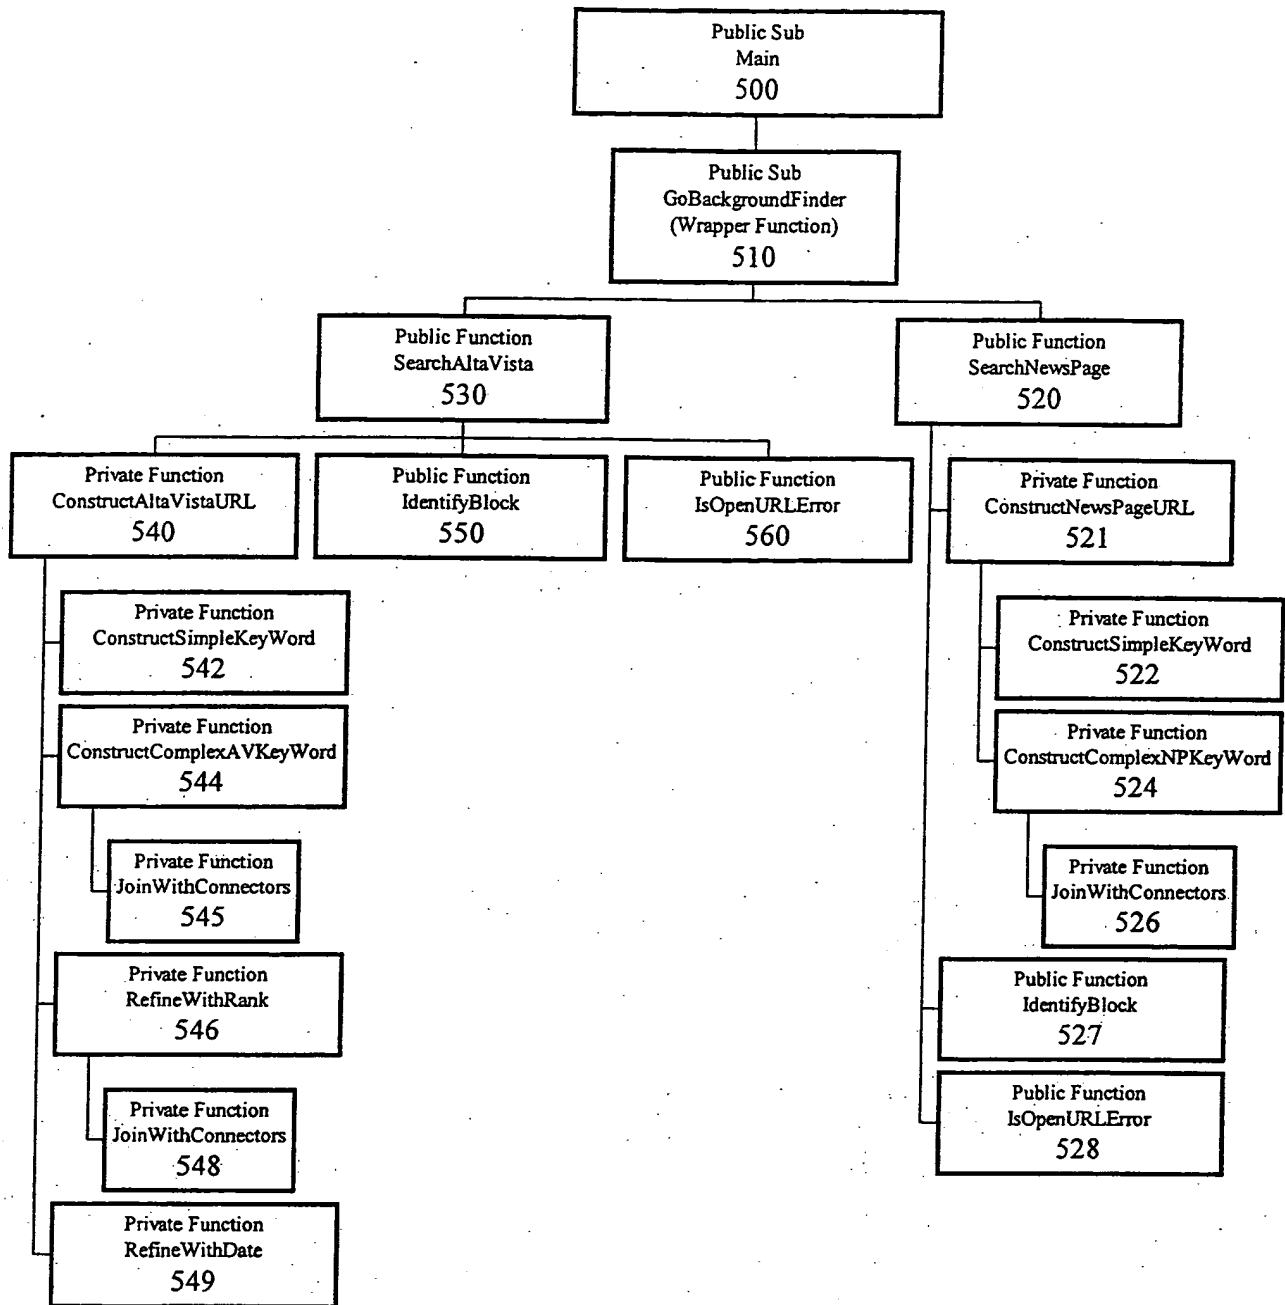 Public Sub
Main
500
Public Sub
GoBackgroundFinder
(Wrapper Function)
510
Public Function
SearchAltaVista
530
Public Function
SearchNewsPage
520
Private Function
ConstructAltaVistaURL
540
Public Function
IdentifyBlock
550
Public Function
IsOpenURLError
560
Private Function
ConstructNewsPageURL
521
Private Function
ConstructSimpleKeyWord
542
Private Function
ConstructSimpleKeyWord
522
Private Function
ConstructComplexAVKeyWord
544
Private Function
ConstructComplexNPKeyWord
524
Private Function
JoinWithConnectors
545
Private Function
JoinWithConnectors
526
Private Function
RefineWithRank
546
Public Function
IdentifyBlock
527
Private Function
JoinWithConnectors
548
Public Function
IsOpenURLError
528
Private Function
RefineWithDate
549